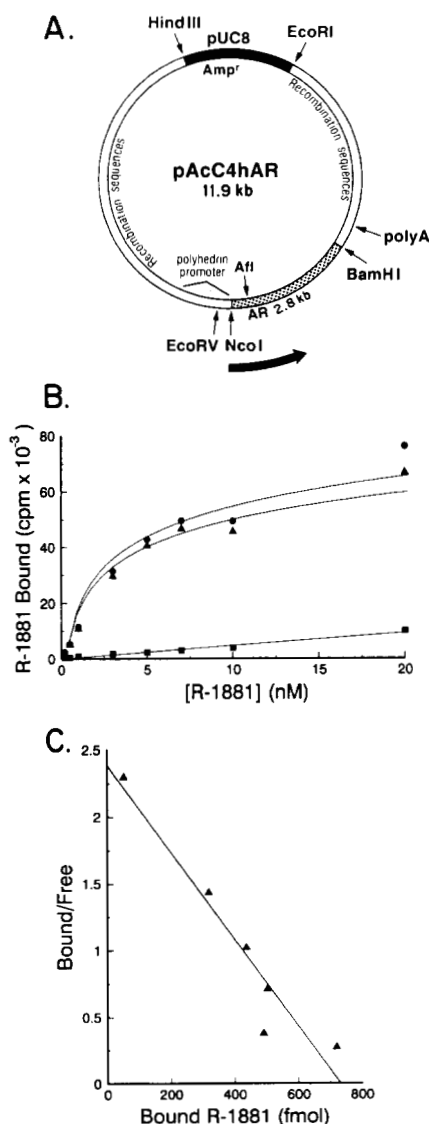 A.
HindIII
pUC8
EcoRI
Ampʳ
Recombination sequences
Recombination sequences
pAcC4hAR
11.9 kb
polyhedrin
promoter
AflI
polyA
BamHI
AR 2.8 kb
EcoRV NcoI
B.
R-1881 Bound (cpm x 10⁻³)
80
60
40
20
0
0 5 10 15 20
[R-1881] (nM)
C.
Bound/Free
2.5
2
1.5
1
0.5
0
0 200 400 600 800
Bound R-1881 (fmol)